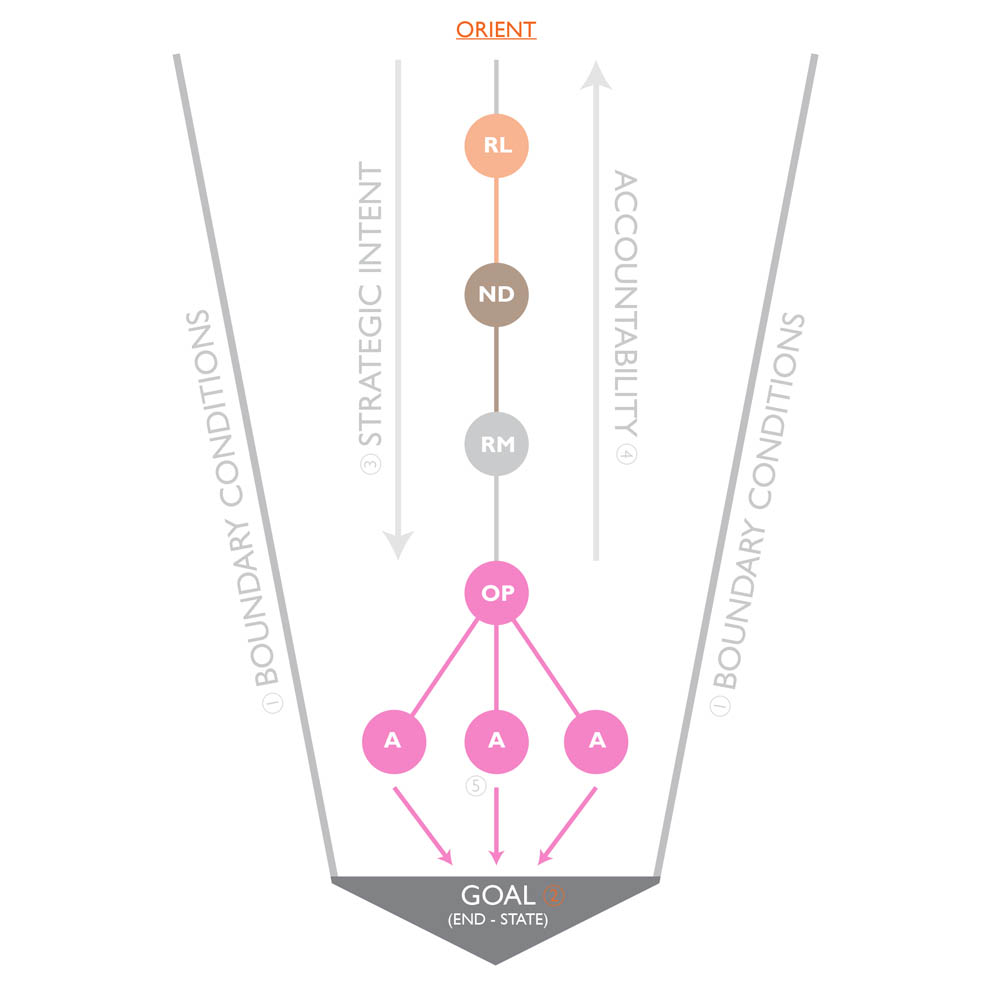 ORIENT
RL
③ STRATEGIC INTENT
ACCOUNTABILITY ④
ND
① BOUNDARY CONDITIONS
① BOUNDARY CONDITIONS
RM
OP
A
A
A
⑤
GOAL ②
(END - STATE)